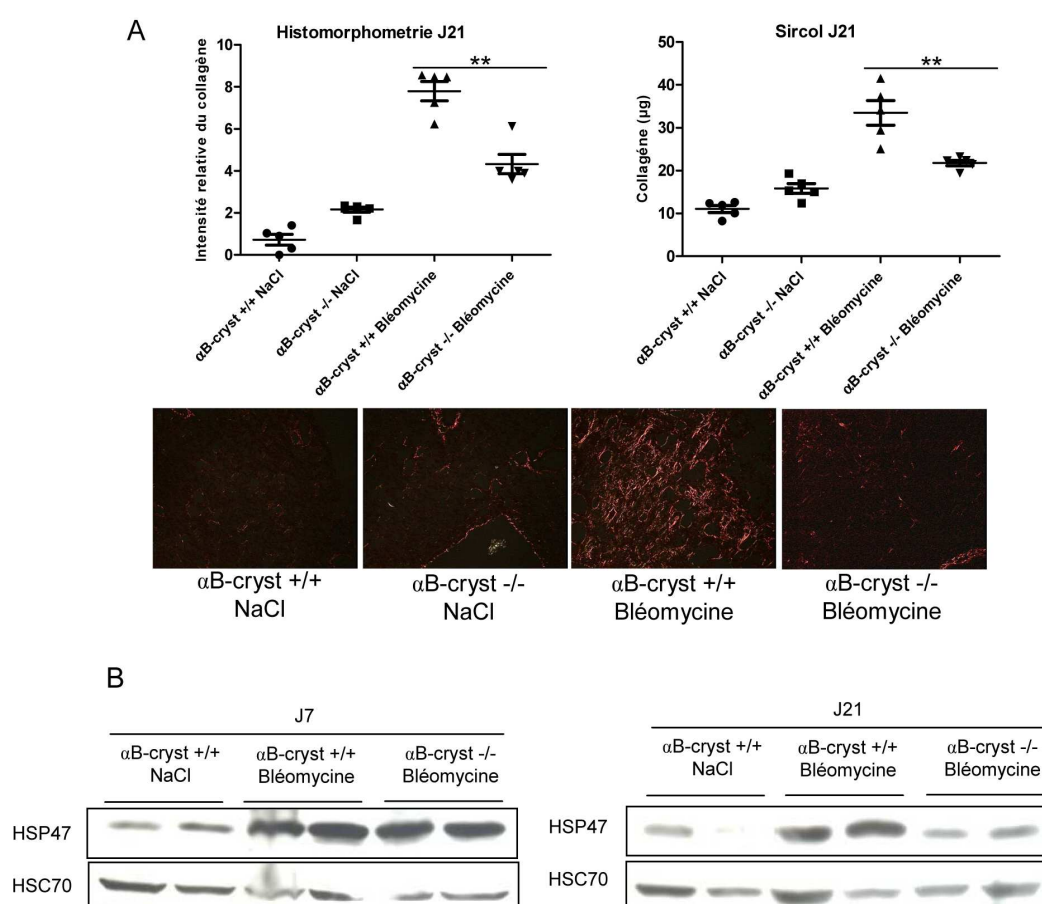 A
Histomorphometrie J21
Intensité relative du collagène
10
8
6
4
2
0
**
αB-cryst +/+ NaCl
αB-cryst -/- NaCl
αB-cryst +/+ Bléomycine
αB-cryst -/- Bléomycine
Sircol J21
Collagéne (µg)
50
40
30
20
10
0
**
αB-cryst +/+ NaCl
αB-cryst -/- NaCl
αB-cryst +/+ Bléomycine
αB-cryst -/- Bléomycine
αB-cryst +/+
NaCl
αB-cryst -/-
NaCl
αB-cryst +/+
Bléomycine
αB-cryst -/-
Bléomycine
B
J7
αB-cryst +/+
NaCl
αB-cryst +/+
Bléomycine
αB-cryst -/-
Bléomycine
HSP47
HSC70
J21
αB-cryst +/+
NaCl
αB-cryst +/+
Bléomycine
αB-cryst -/-
Bléomycine
HSP47
HSC70